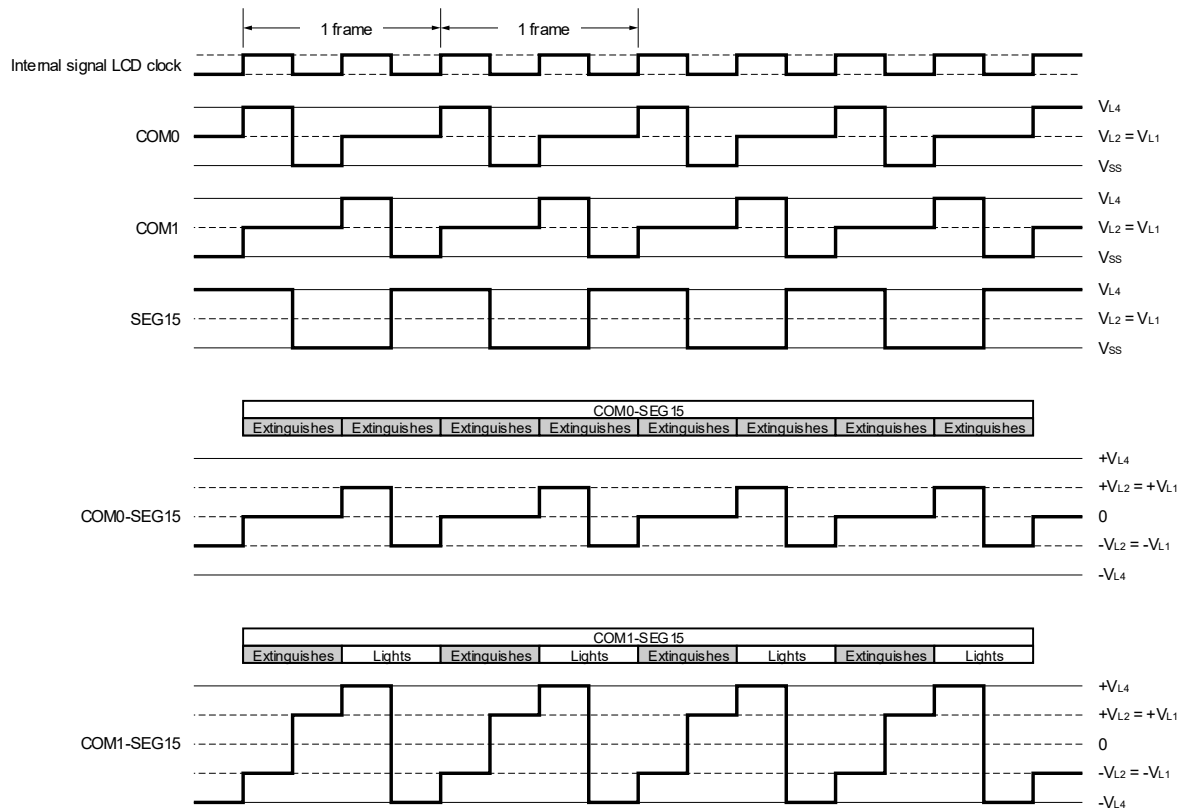 1 frame 1 frame
Internal signal LCD clock
VL4
COM0 VL2 = VL1
VSS
VL4
COM1 VL2 = VL1
VSS
VL4
SEG15 VL2 = VL1
VSS
COM0-SEG15
Extinguishes Extinguishes Extinguishes Extinguishes Extinguishes Extinguishes Extinguishes Extinguishes
+VL4
+VL2 = +VL1
COM0-SEG15 0
-VL2 = -VL1
-VL4
COM1-SEG15
Extinguishes Lights Extinguishes Lights Extinguishes Lights Extinguishes Lights
+VL4
+VL2 = +VL1
COM1-SEG15 0
-VL2 = -VL1
-VL4